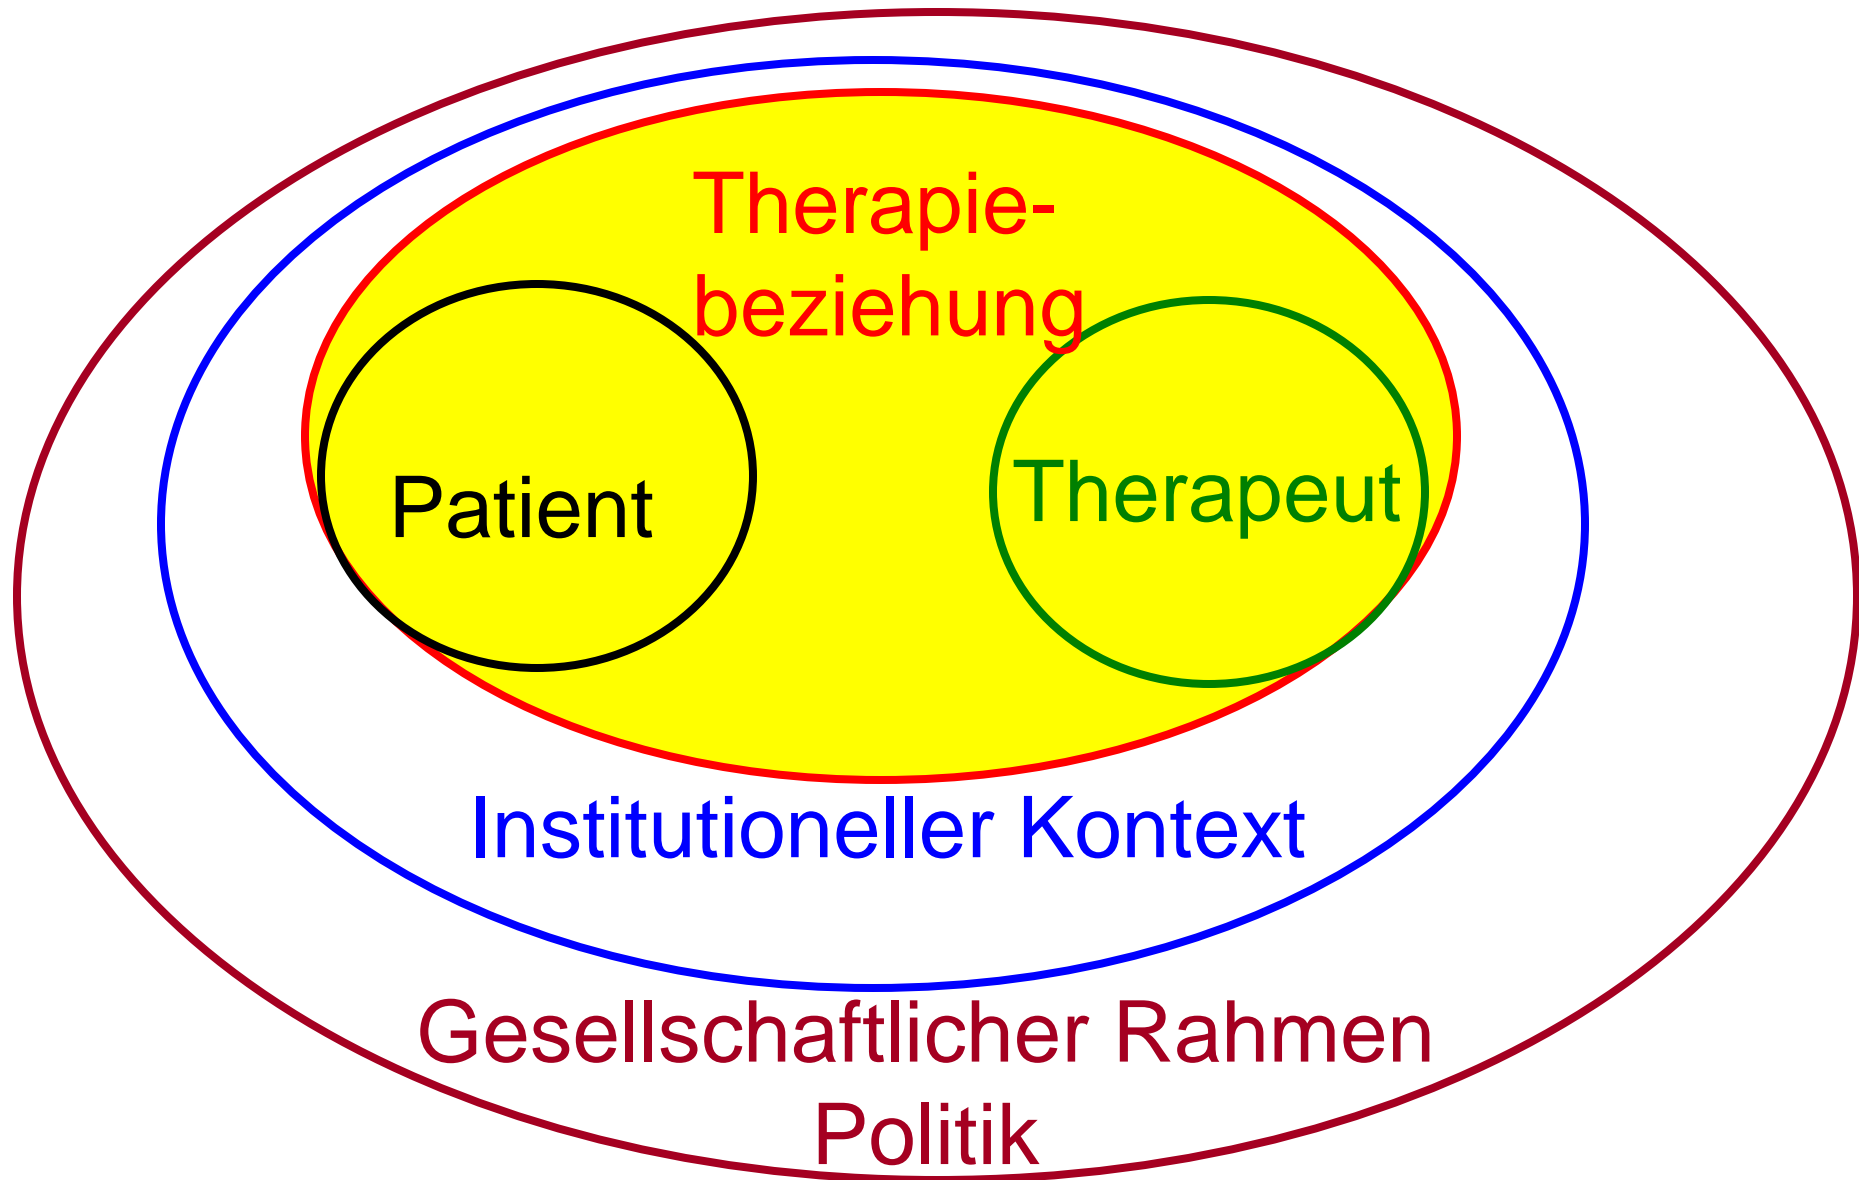 Therapie-
beziehung
Patient
Therapeut
Institutioneller Kontext
Gesellschaftlicher Rahmen
Politik